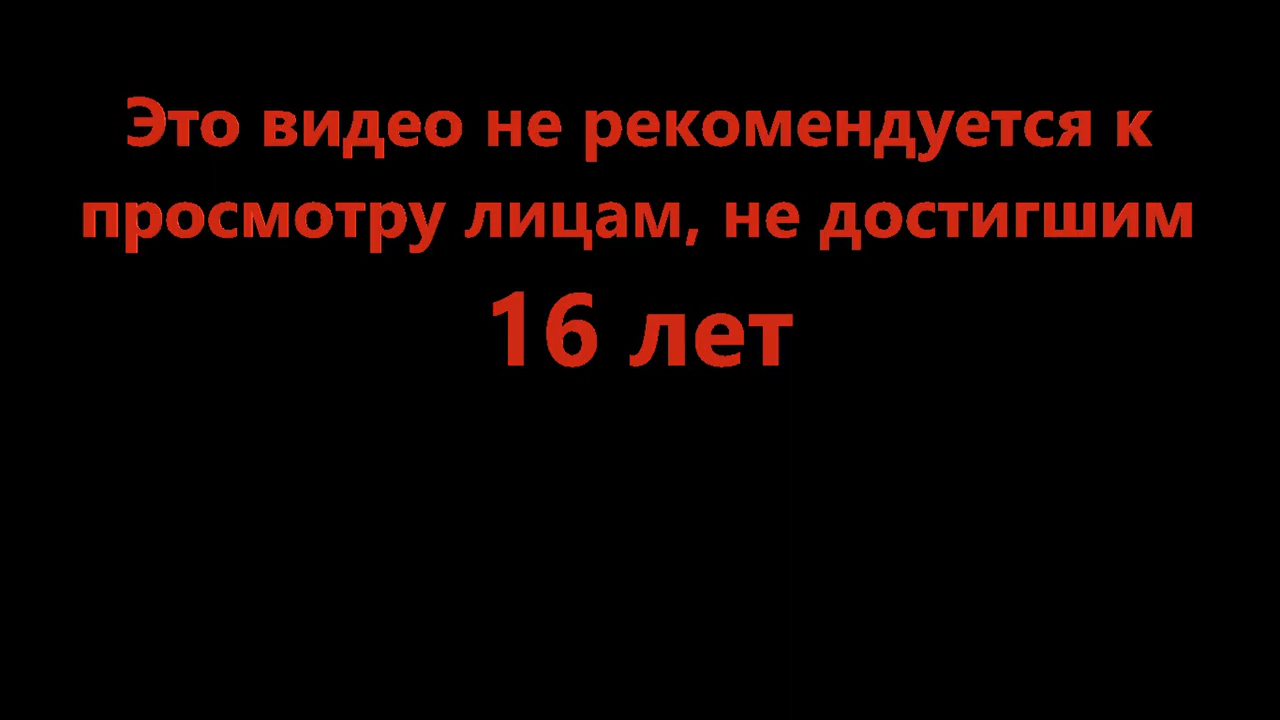 Это видео не рекомендуется к
просмотру лицам, не достигшим
16 лет